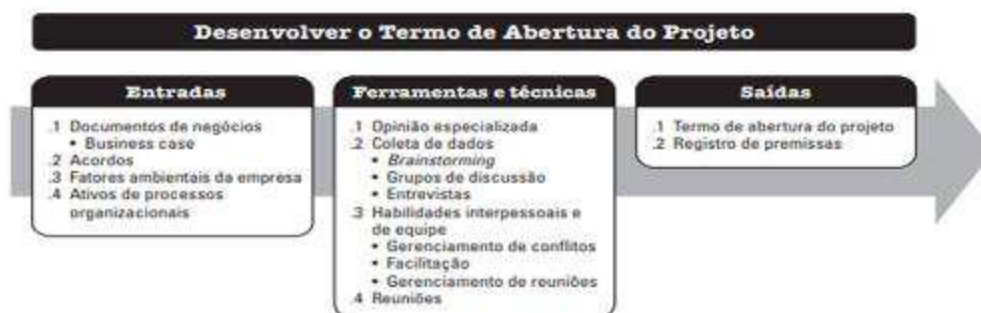 Desenvolver o Termo de Abertura do Projeto
Entradas
.1 Documentos de negócios
• Business case
.2 Acordos
.3 Fatores ambientais da empresa
.4 Ativos de processos
organizacionais
Ferramentas e técnicas
.1 Opinião especializada
.2 Coleta de dados
• Brainstorming
• Grupos de discussão
• Entrevistas
.3 Habilidades interpessoais e
de equipe
• Gerenciamento de conflitos
• Facilitação
• Gerenciamento de reuniões
.4 Reuniões
Saídas
.1 Termo de abertura do projeto
.2 Registro de premissas